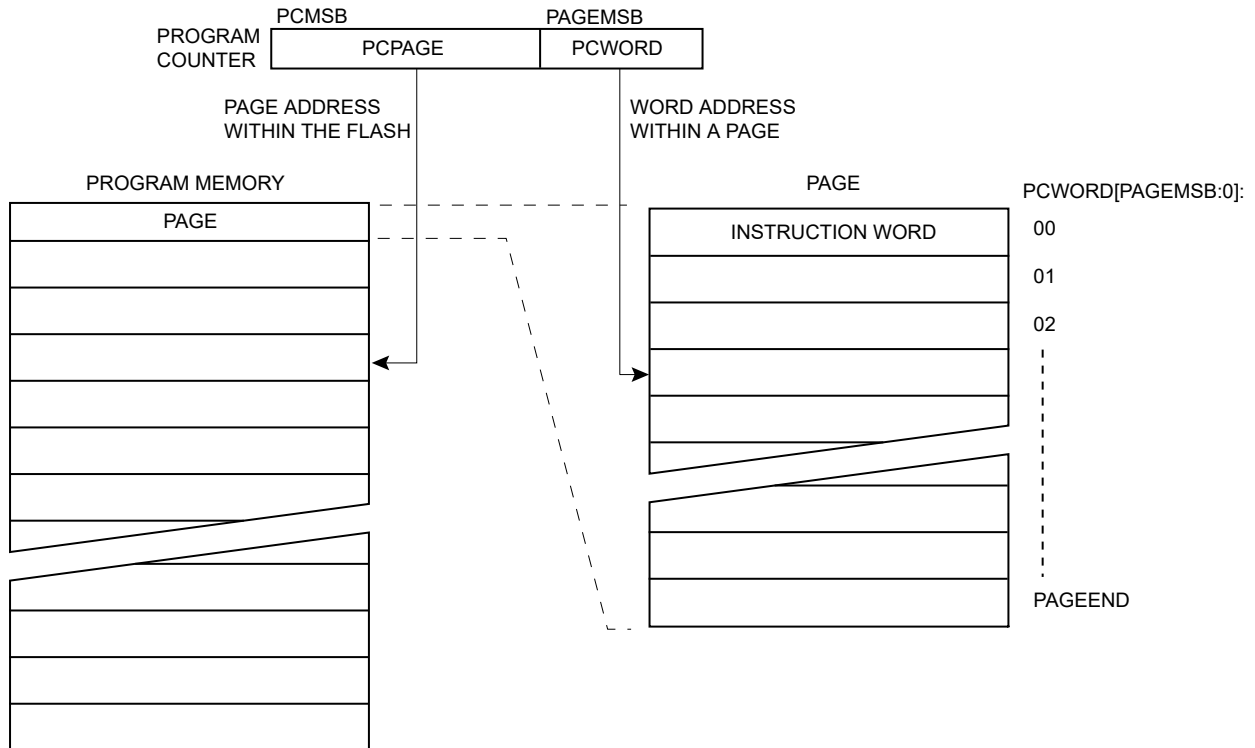 PCMSB
PAGEMSB
PROGRAM
COUNTER
PCPAGE
PCWORD
PAGE ADDRESS
WITHIN THE FLASH
WORD ADDRESS
WITHIN A PAGE
PROGRAM MEMORY
PAGE
PAGE
PCWORD[PAGEMSB:0]:
INSTRUCTION WORD
00
01
02
PAGEEND